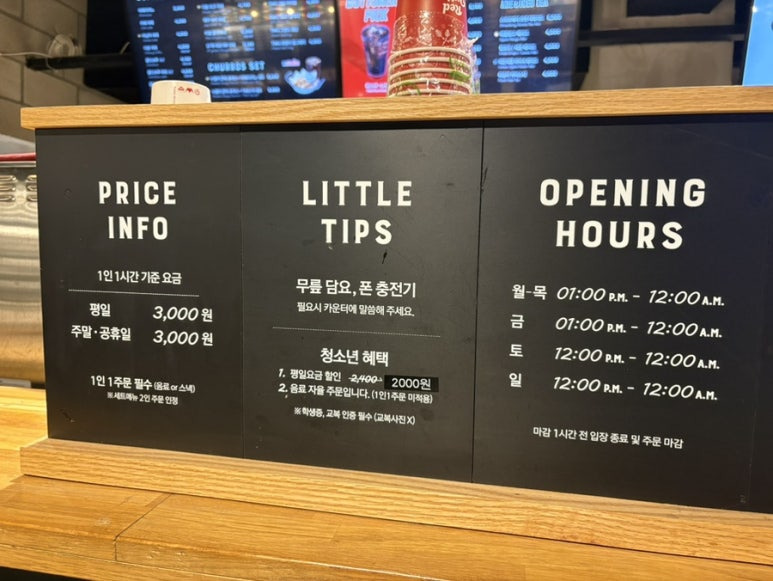 CHURROS SET
Red
PRICE
INFO
1인 1시간 기준 요금
평일 3,000 원
주말·공휴일 3,000 원
1인 1주문 필수 (음료 or 스낵)
※ 세트메뉴 2인 주문 인정
LITTLE
TIPS
무릎 담요, 폰 충전기
필요시 카운터에 말씀해 주세요.
청소년 혜택
1. 평일요금 할인 2,400 2000원
2. 음료 자율 주문입니다. (1인1주문 미적용)
※ 학생증, 교복 인증 필수 (교복사진 X)
OPENING
HOURS
월-목 01:00 P.M. - 12:00 A.M.
금 01:00 P.M. - 12:00 A.M.
토 12:00 P.M. - 12:00 A.M.
일 12:00 P.M. - 12:00 A.M.
마감 1시간 전 입장 종료 및 주문 마감